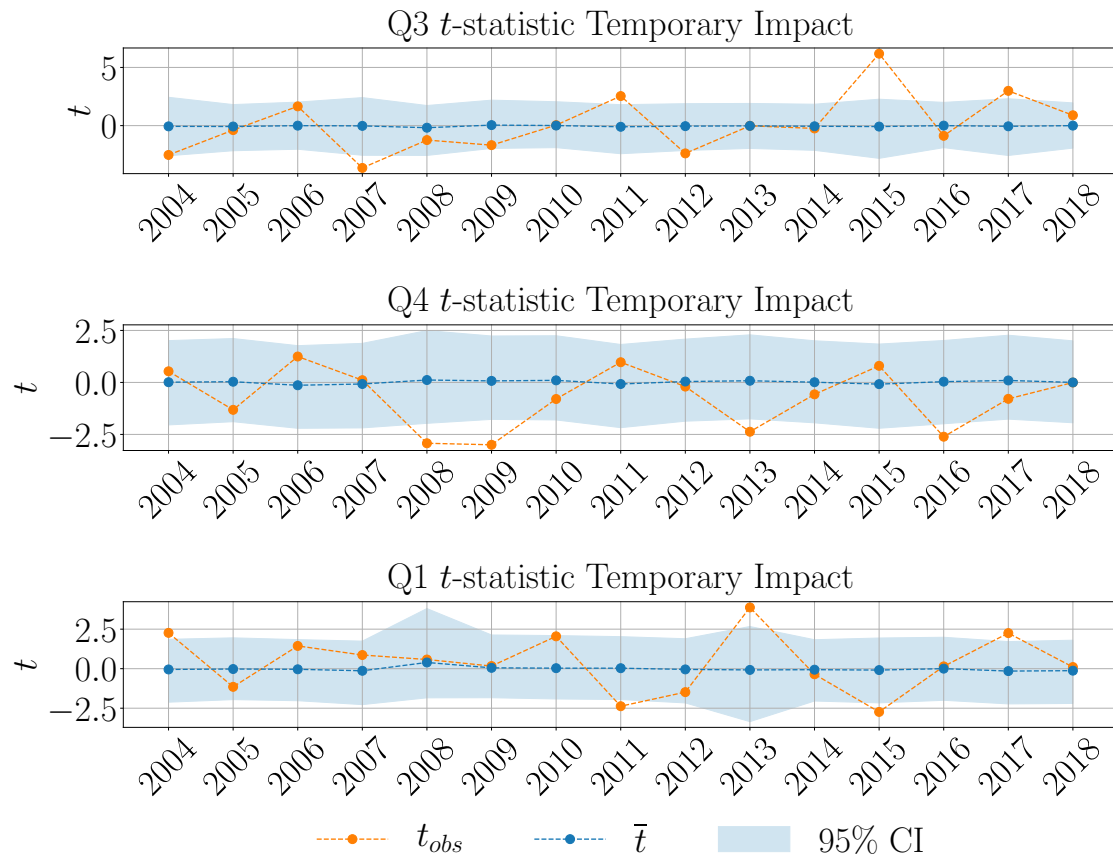 Q3 t-statistic Temporary Impact
5
0
t
2004 2005 2006 2007 2008 2009 2010 2011 2012 2013 2014 2015 2016 2017 2018
Q4 t-statistic Temporary Impact
2.5
0.0
−2.5
t
2004 2005 2006 2007 2008 2009 2010 2011 2012 2013 2014 2015 2016 2017 2018
Q1 t-statistic Temporary Impact
2.5
0.0
−2.5
t
2004 2005 2006 2007 2008 2009 2010 2011 2012 2013 2014 2015 2016 2017 2018
t_obs t̄ 95% CI